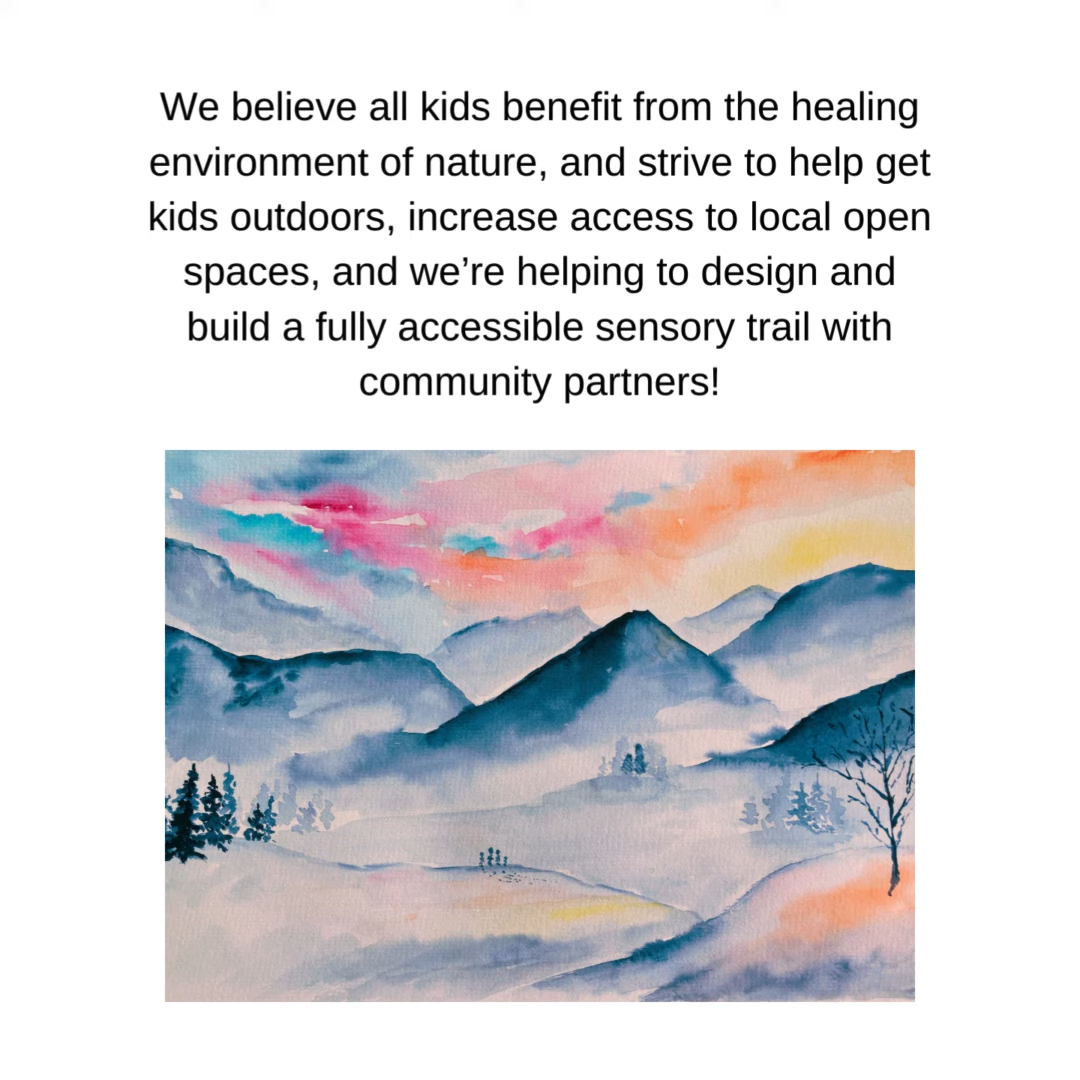 We believe all kids benefit from the healing
environment of nature, and strive to help get
kids outdoors, increase access to local open
spaces, and we’re helping to design and
build a fully accessible sensory trail with
community partners!